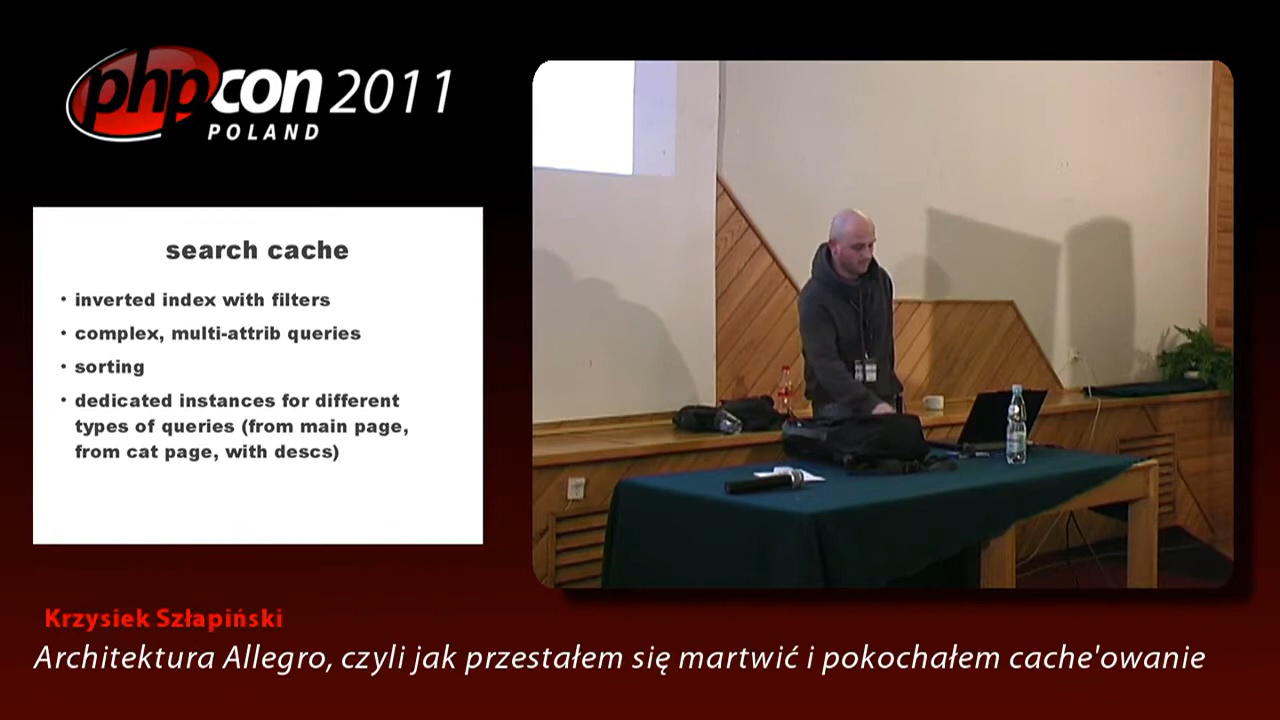 phpcon 2011
POLAND
search cache
• inverted index with filters
• complex, multi-attrib queries
• sorting
• dedicated instances for different
types of queries (from main page,
from cat page, with descs)
Krzysiek Szłapiński
Architektura Allegro, czyli jak przestałem się martwić i pokochałem cache'owanie